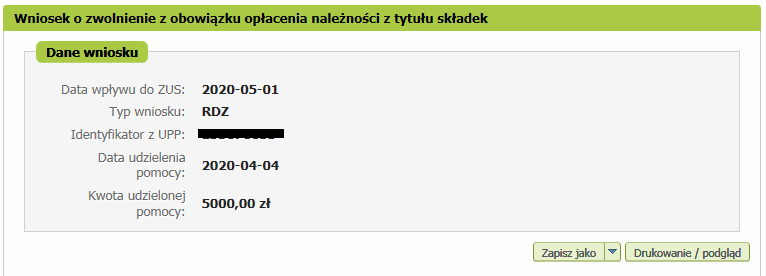 Wniosek o zwolnienie z obowiązku opłacenia należności z tytułu składek
Dane wniosku
Data wpływu do ZUS: 2020-05-01
Typ wniosku: RDZ
Identyfikator z UPP:
Data udzielenia
pomocy: 2020-04-04
Kwota udzielonej
pomocy: 5000,00 zł
Zapisz jako
Drukowanie / podgląd